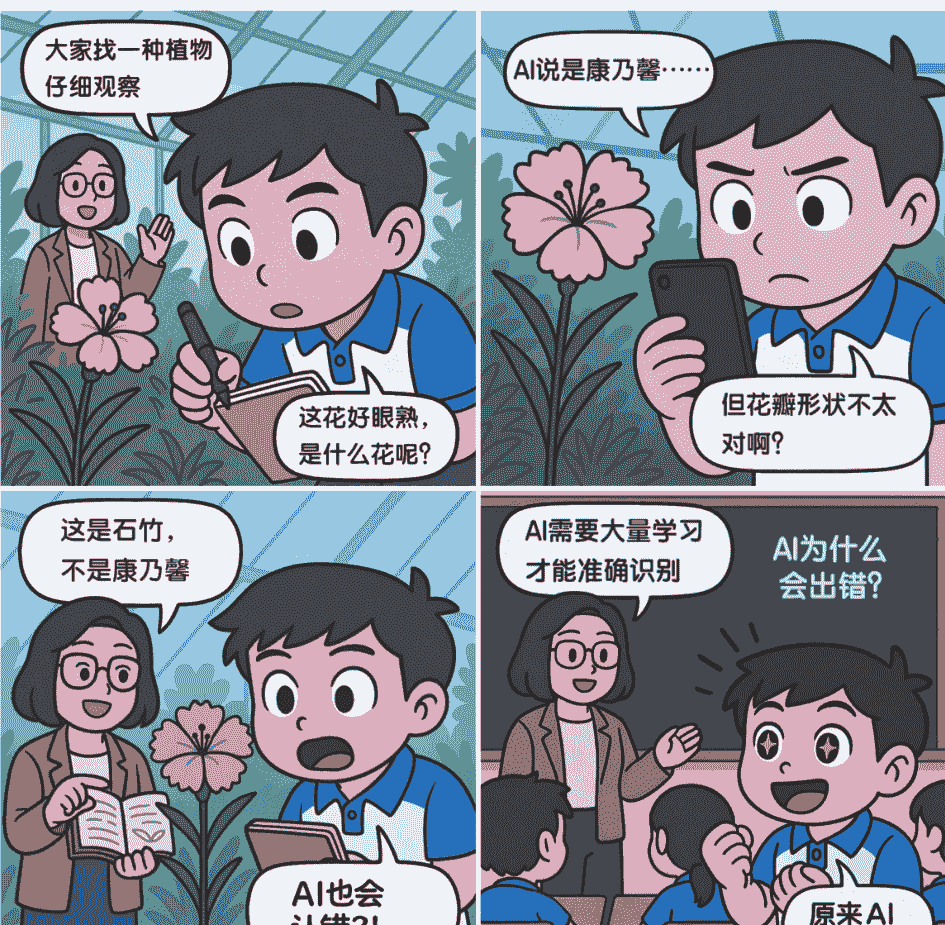 大家找一种植物
仔细观察
这花好眼熟，
是什么花呢？
AI说是康乃馨……
但花瓣形状不太
对啊？
这是石竹，
不是康乃馨
AI也会
认错?!
AI需要大量学习
才能准确识别
AI为什么
会出错？
原来AI